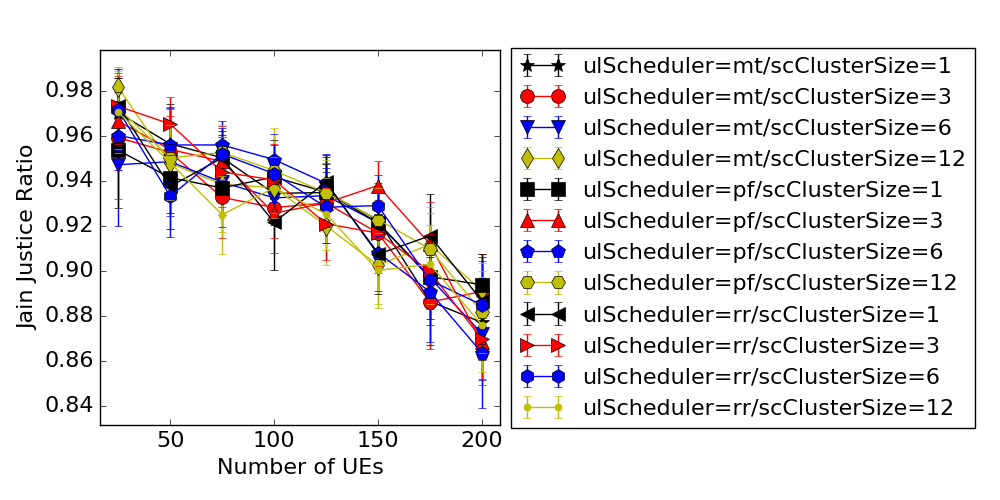 Jain Justice Ratio
0.98
0.96
0.94
0.92
0.90
0.88
0.86
0.84
50
100
150
200
Number of UEs
ulScheduler=mt/scClusterSize=1
ulScheduler=mt/scClusterSize=3
ulScheduler=mt/scClusterSize=6
ulScheduler=mt/scClusterSize=12
ulScheduler=pf/scClusterSize=1
ulScheduler=pf/scClusterSize=3
ulScheduler=pf/scClusterSize=6
ulScheduler=pf/scClusterSize=12
ulScheduler=rr/scClusterSize=1
ulScheduler=rr/scClusterSize=3
ulScheduler=rr/scClusterSize=6
ulScheduler=rr/scClusterSize=12